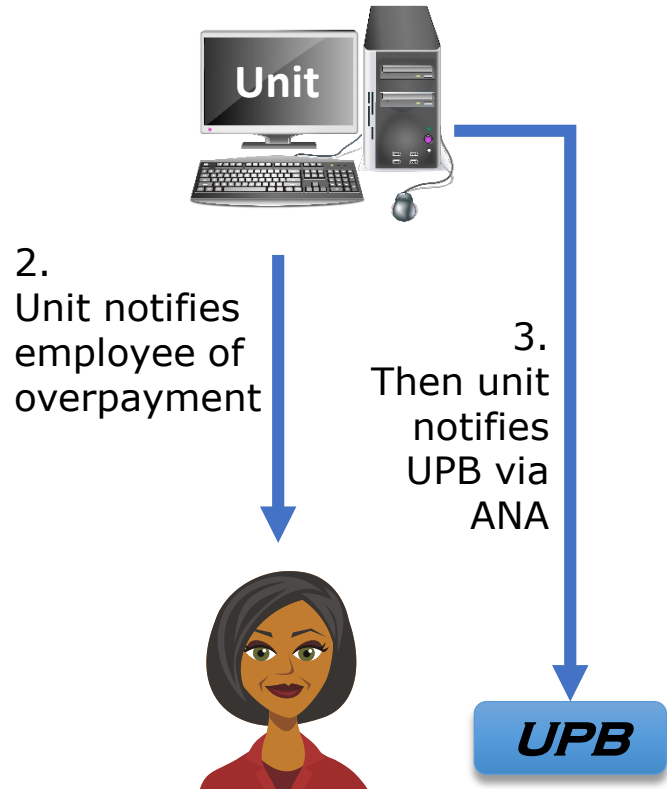 Unit
2.
Unit notifies
employee of
overpayment
3.
Then unit
notifies
UPB via
ANA
UPB